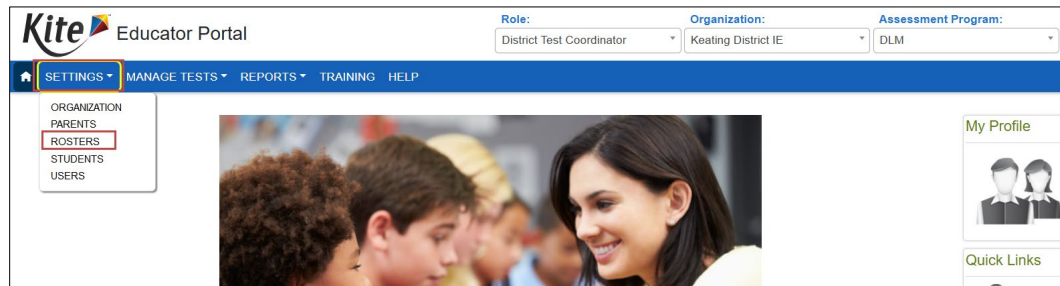 Kite Educator Portal
Role:
District Test Coordinator
Organization:
Keating District IE
Assessment Program:
DLM
SETTINGS MANAGE TESTS REPORTS TRAINING HELP
ORGANIZATION
PARENTS
ROSTERS
STUDENTS
USERS
My Profile
Quick Links